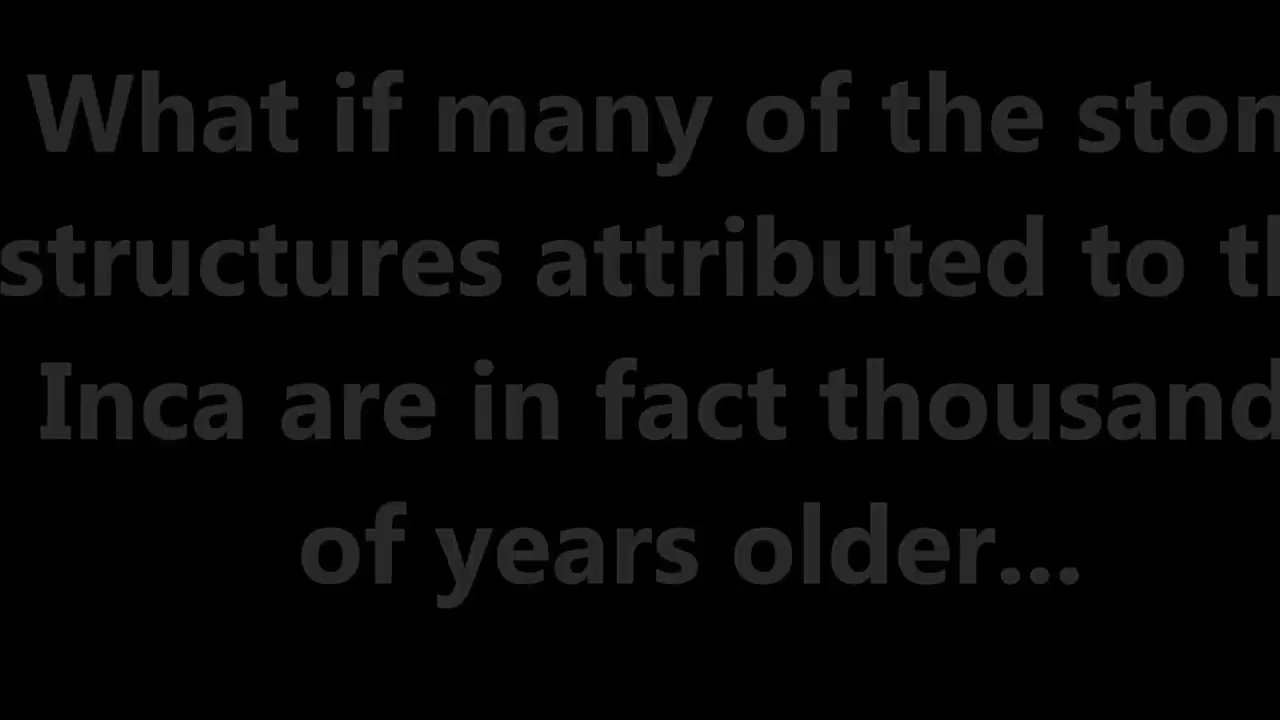 What if many of the ston
structures attributed to th
Inca are in fact thousand
of years older...